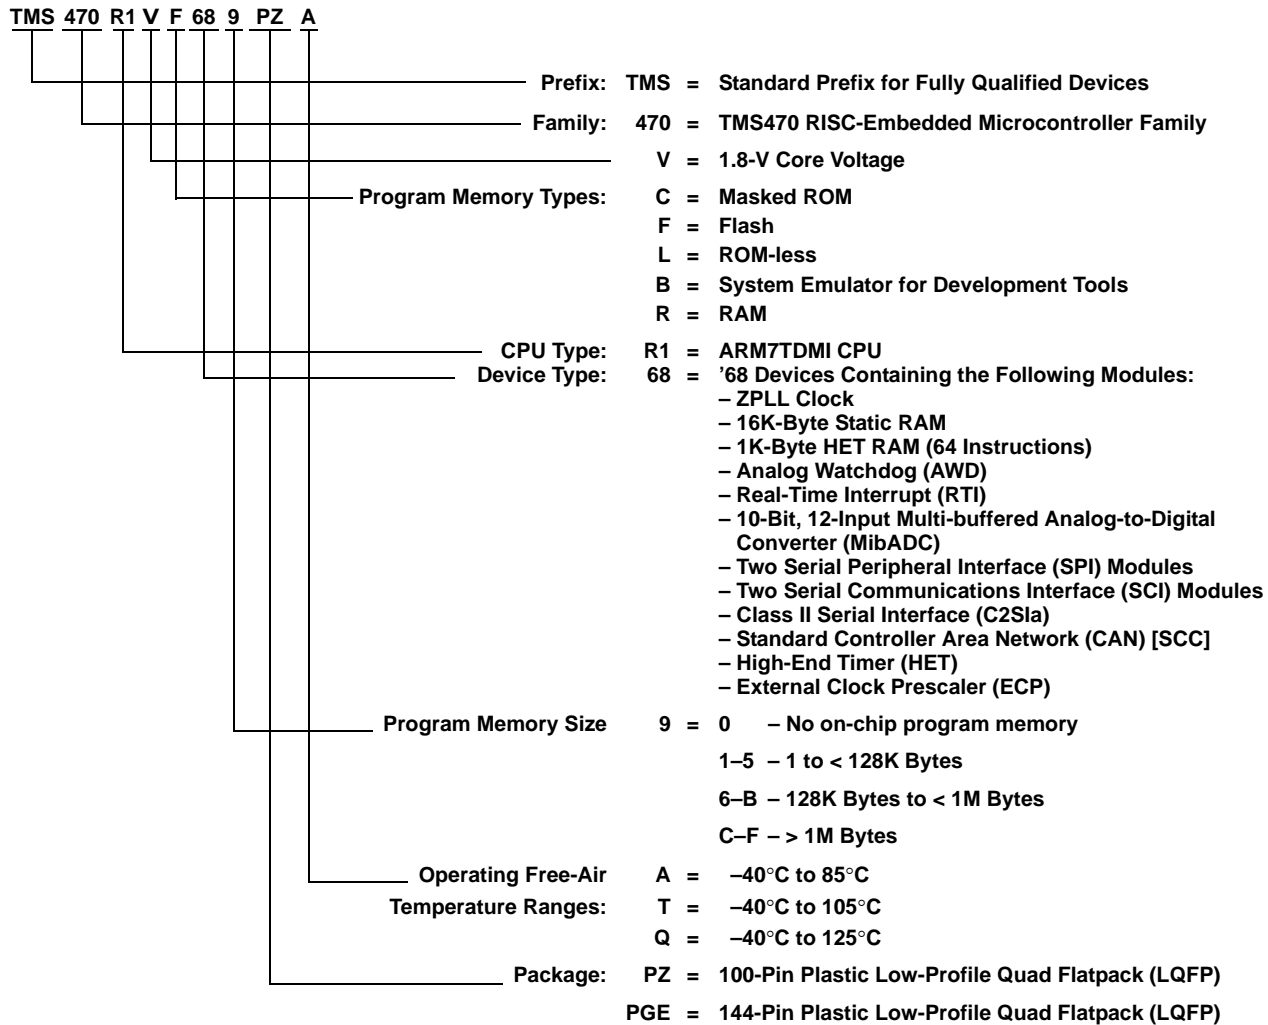 TMS 470 R1 V F 68 9 PZ A
Prefix: TMS = Standard Prefix for Fully Qualified Devices
Family: 470 = TMS470 RISC-Embedded Microcontroller Family
V = 1.8-V Core Voltage
Program Memory Types: C = Masked ROM
F = Flash
L = ROM-less
B = System Emulator for Development Tools
R = RAM
CPU Type: R1 = ARM7TDMI CPU
Device Type: 68 = ’68 Devices Containing the Following Modules:
– ZPLL Clock
– 16K-Byte Static RAM
– 1K-Byte HET RAM (64 Instructions)
– Analog Watchdog (AWD)
– Real-Time Interrupt (RTI)
– 10-Bit, 12-Input Multi-buffered Analog-to-Digital
Converter (MibADC)
– Two Serial Peripheral Interface (SPI) Modules
– Two Serial Communications Interface (SCI) Modules
– Class II Serial Interface (C2SIa)
– Standard Controller Area Network (CAN) [SCC]
– High-End Timer (HET)
– External Clock Prescaler (ECP)
Program Memory Size 9 = 0 – No on-chip program memory
1–5 – 1 to < 128K Bytes
6–B – 128K Bytes to < 1M Bytes
C–F – > 1M Bytes
Operating Free-Air A = –40°C to 85°C
Temperature Ranges: T = –40°C to 105°C
Q = –40°C to 125°C
Package: PZ = 100-Pin Plastic Low-Profile Quad Flatpack (LQFP)
PGE = 144-Pin Plastic Low-Profile Quad Flatpack (LQFP)